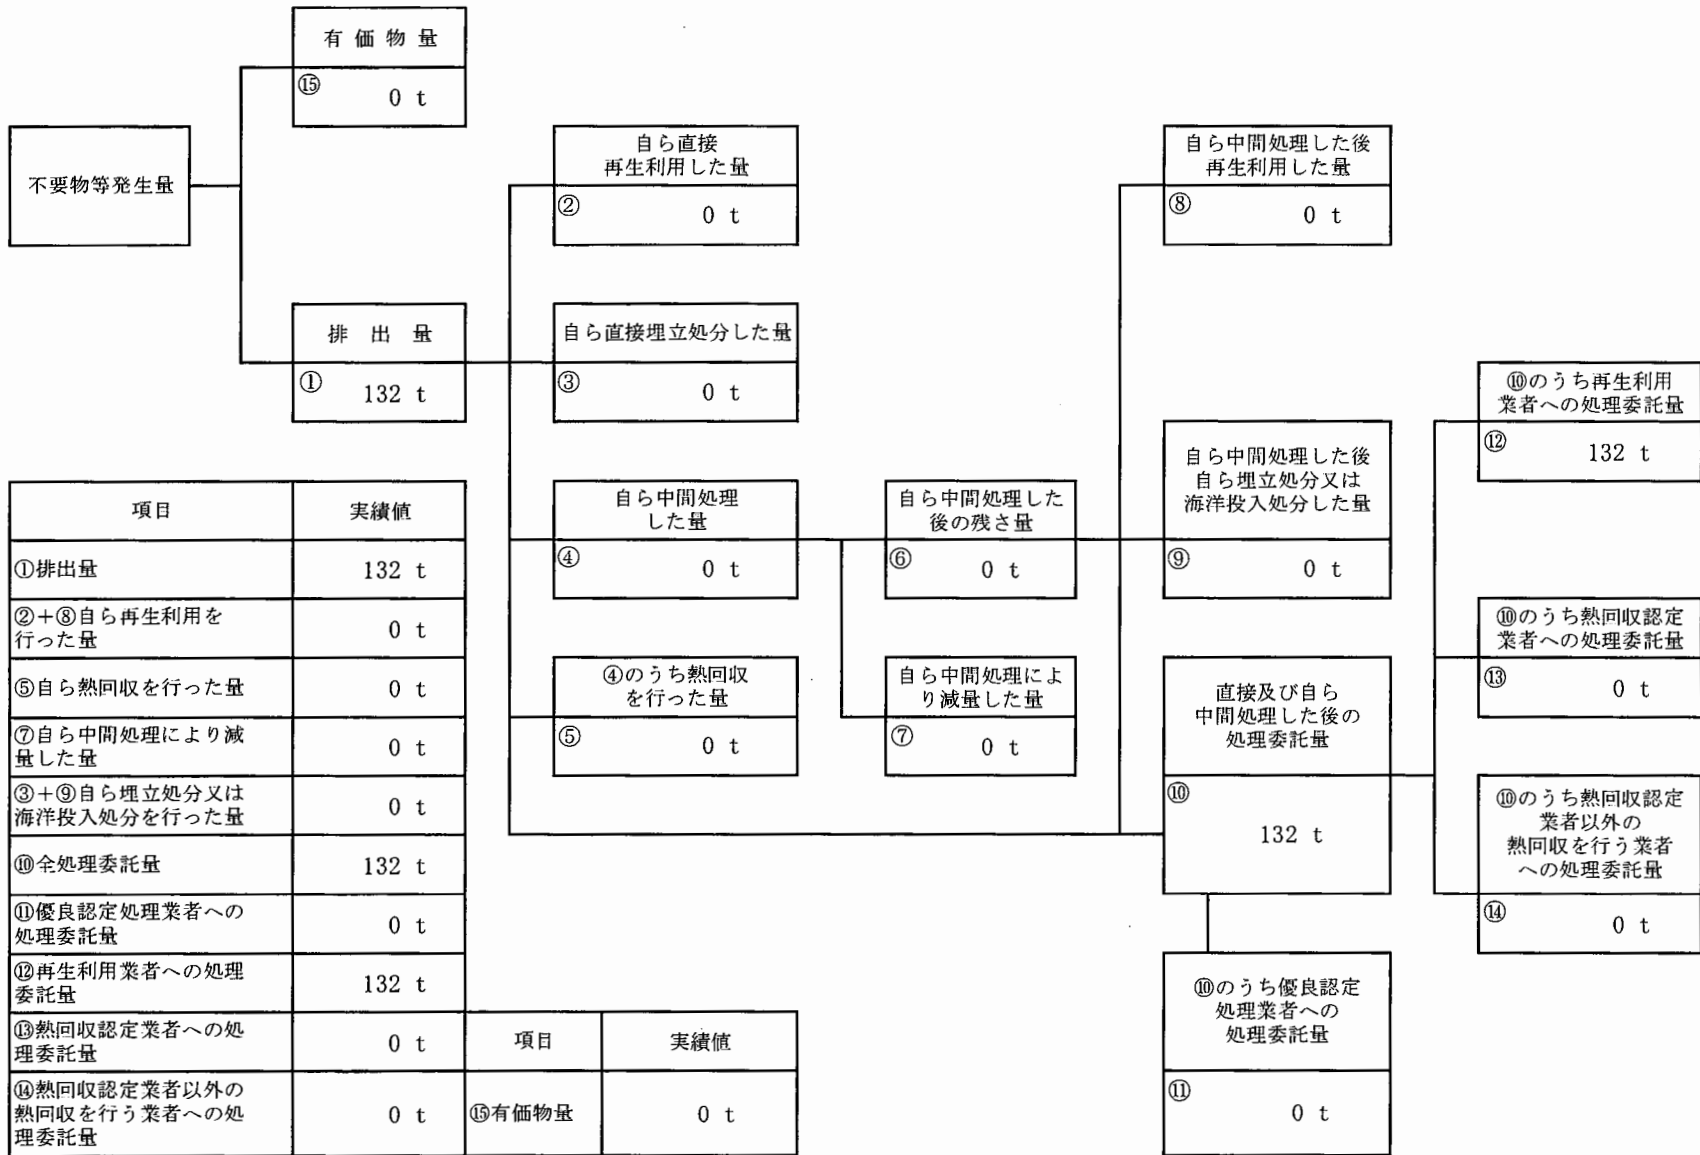 有価物量
⑮
0 t
不要物等発生量
自ら直接
再生利用した量
②
0 t
自ら中間処理した後
再生利用した量
⑧
0 t
排出量
①
132 t
自ら直接埋立処分した量
③
0 t
⑩のうち再生利用
業者への処理委託量
⑫
132 t
自ら中間処理
した量
④
0 t
自ら中間処理した
後の残さ量
⑥
0 t
自ら中間処理した後
自ら埋立処分又は
海洋投入処分した量
⑨
0 t
⑩のうち熱回収認定
業者への処理委託量
⑬
0 t
④のうち熱回収
を行った量
⑤
0 t
自ら中間処理によ
り減量した量
⑦
0 t
直接及び自ら
中間処理した後の
処理委託量
⑩
132 t
⑩のうち熱回収認定
業者以外の
熱回収を行う業者
への処理委託量
⑭
0 t
⑩のうち優良認定
処理業者への
処理委託量
⑪
0 t
項目 実績値
①排出量 132 t
②+⑧自ら再生利用を
行った量
0 t
⑤自ら熱回収を行った量 0 t
⑦自ら中間処理により減
量した量
0 t
③+⑨自ら埋立処分又は
海洋投入処分を行った量
0 t
⑩全処理委託量 132 t
⑪優良認定処理業者への
処理委託量
0 t
⑫再生利用業者への処理
委託量
132 t
⑬熱回収認定業者への処
理委託量
0 t
⑭熱回収認定業者以外の
熱回収を行う業者への処
理委託量
0 t
項目 実績値
⑮有価物量 0 t